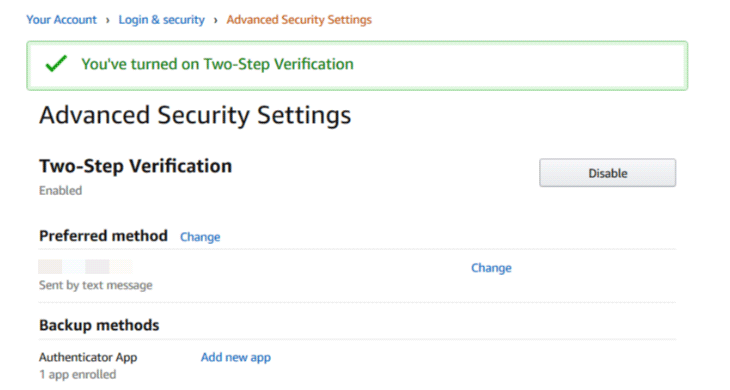 Your Account › Login & security › Advanced Security Settings
You've turned on Two-Step Verification
Advanced Security Settings
Two-Step Verification
Disable
Enabled
Preferred method Change
Change
Sent by text message
Backup methods
Authenticator App Add new app
1 app enrolled